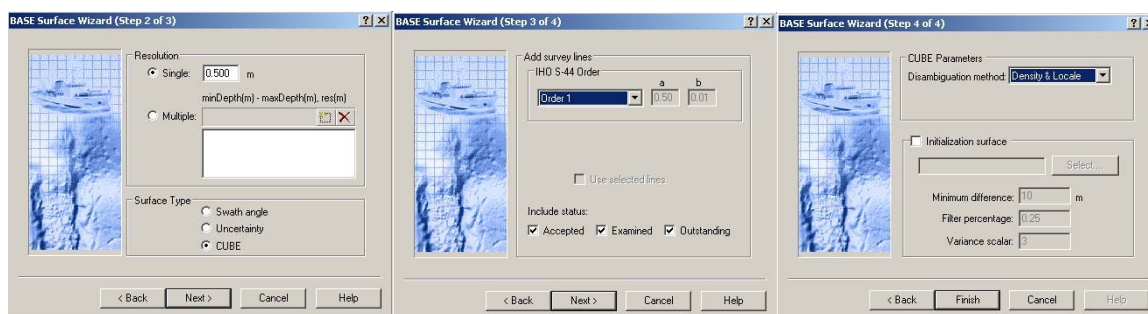 BASE Surface Wizard (Step 2 of 3)
Resolution
Single: 0.500 m
minDepth(m) - maxDepth(m), res(m)
Multiple:
Surface Type
Swath angle
Uncertainty
CUBE
< Back Next > Cancel Help
BASE Surface Wizard (Step 3 of 4)
Add survey lines
IHO S-44 Order
a b
Order 1 0.50 0.01
Use selected lines
Include status:
Accepted Examined Outstanding
< Back Next > Cancel Help
BASE Surface Wizard (Step 4 of 4)
CUBE Parameters
Disambiguation method: Density & Locale
Initialization surface
Select...
Minimum difference: 10 m
Filter percentage: 0.25
Variance scalar: 3
< Back Finish Cancel Help